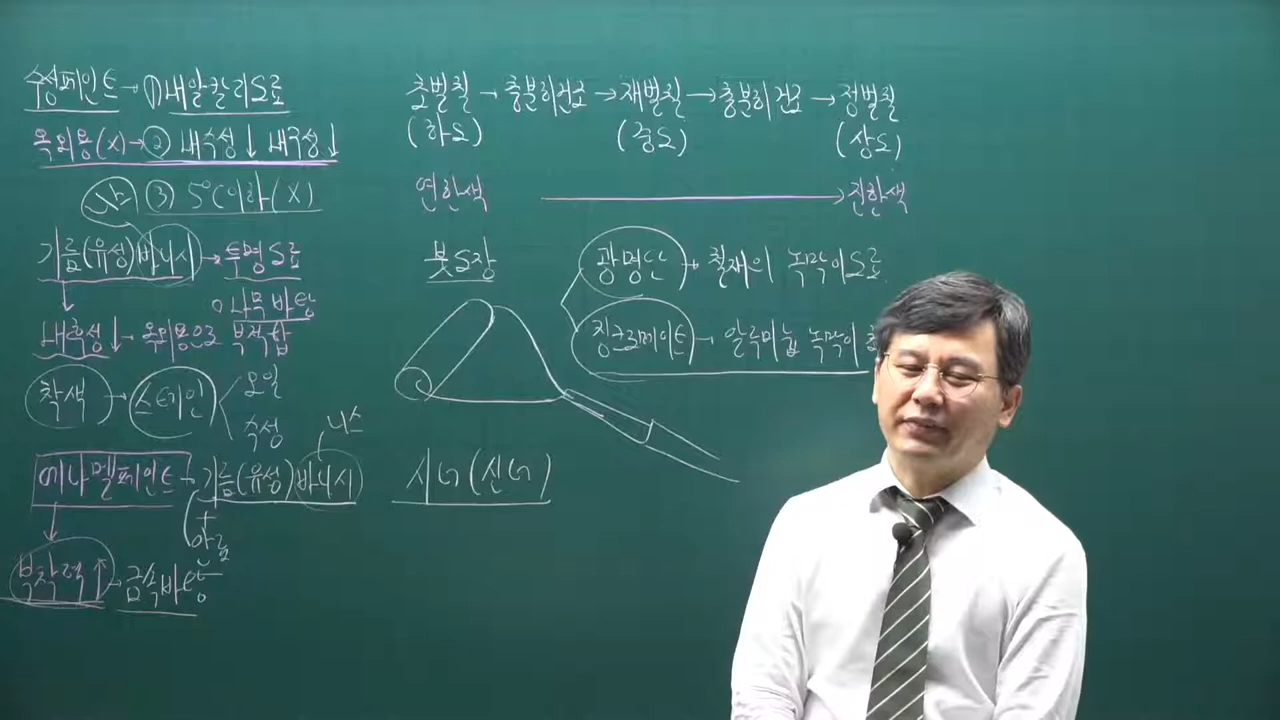 수성페인트 → ① 내알칼리도료
옥외용(X) → ② 내수성↓ 내구성↓
③ 5°C이하(X)
기름(유성)바니시 → 투명도료
○ 나무바탕
내후성↓ → 옥외용으로 부적합
착색 → 스테인
오일
수성
니스
에나멜페인트 → 기름(유성)바니시
+
안료
부착력↑ → 금속바탕
초벌칠 → 충분히건조 → 재벌칠 → 충분히건조 → 정벌칠
(하도) (중도) (상도)
연한색 → 진한색
붓도장
광명단 → 철재의 녹막이도료
징크로메이트 → 알루미늄 녹막이
시너(신너)